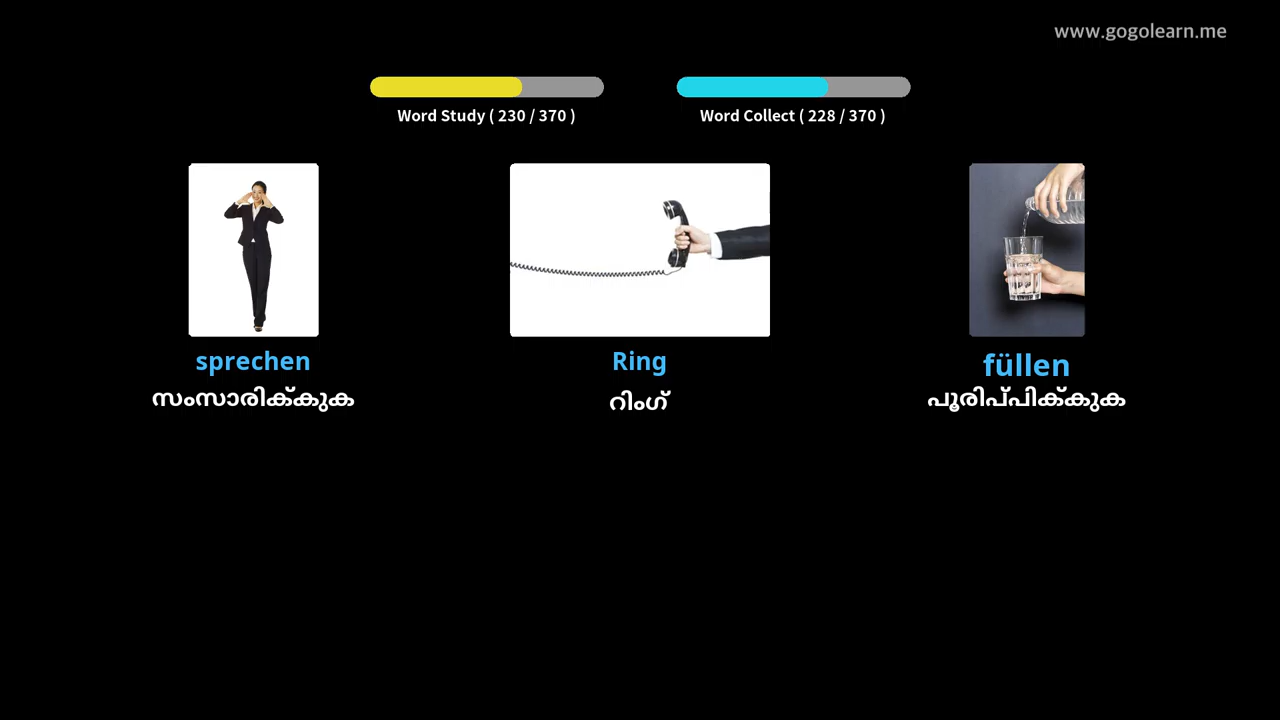 www.gogolearn.me
Word Study ( 230 / 370 )
Word Collect ( 228 / 370 )
sprechen
Ring
füllen
സംസാരിക്കുക
റിംഗ്
പൂരിപ്പിക്കുക